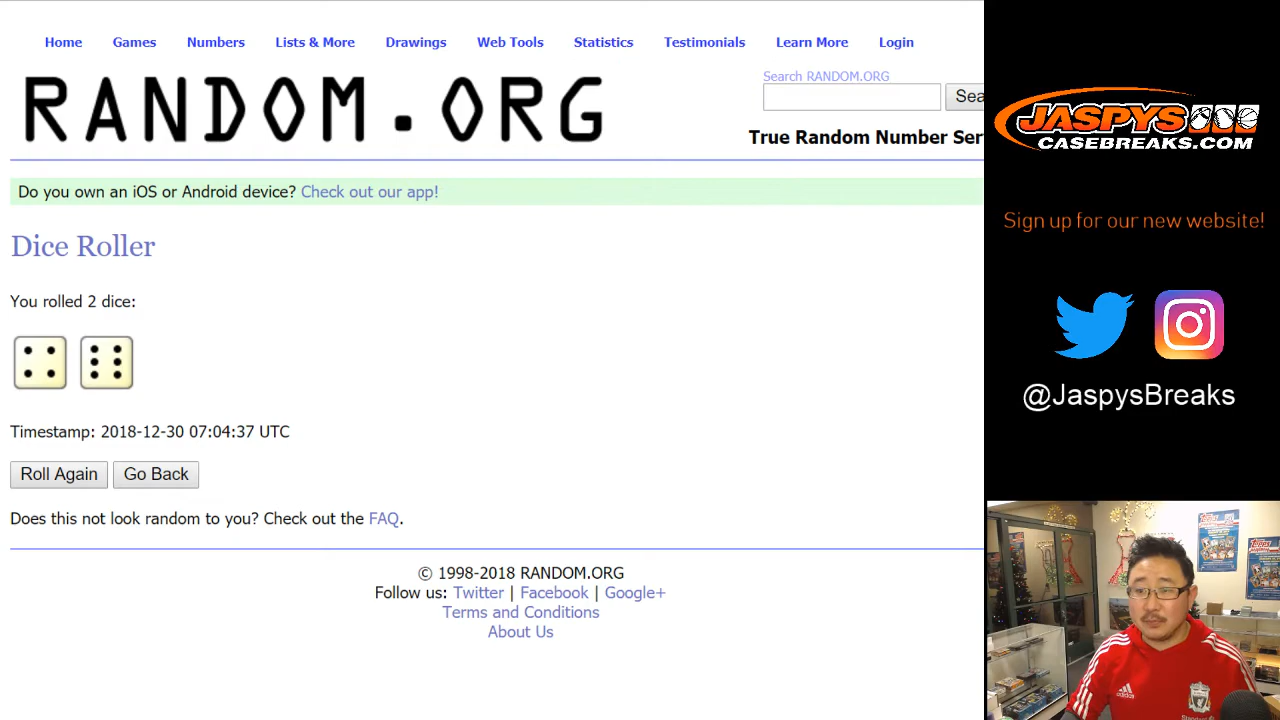 Home Games Numbers Lists & More Drawings Web Tools Statistics Testimonials Learn More Login
RANDOM.ORG
Search RANDOM.ORG
Sea
True Random Number Ser
Do you own an iOS or Android device? Check out our app!
Dice Roller
You rolled 2 dice:
Timestamp: 2018-12-30 07:04:37 UTC
Roll Again Go Back
Does this not look random to you? Check out the FAQ.
© 1998-2018 RANDOM.ORG
Follow us: Twitter | Facebook | Google+
Terms and Conditions
About Us
JASPYS
CASEBREAKS.COM
Sign up for our new website!
@JaspysBreaks
Topps
Topps
adidas